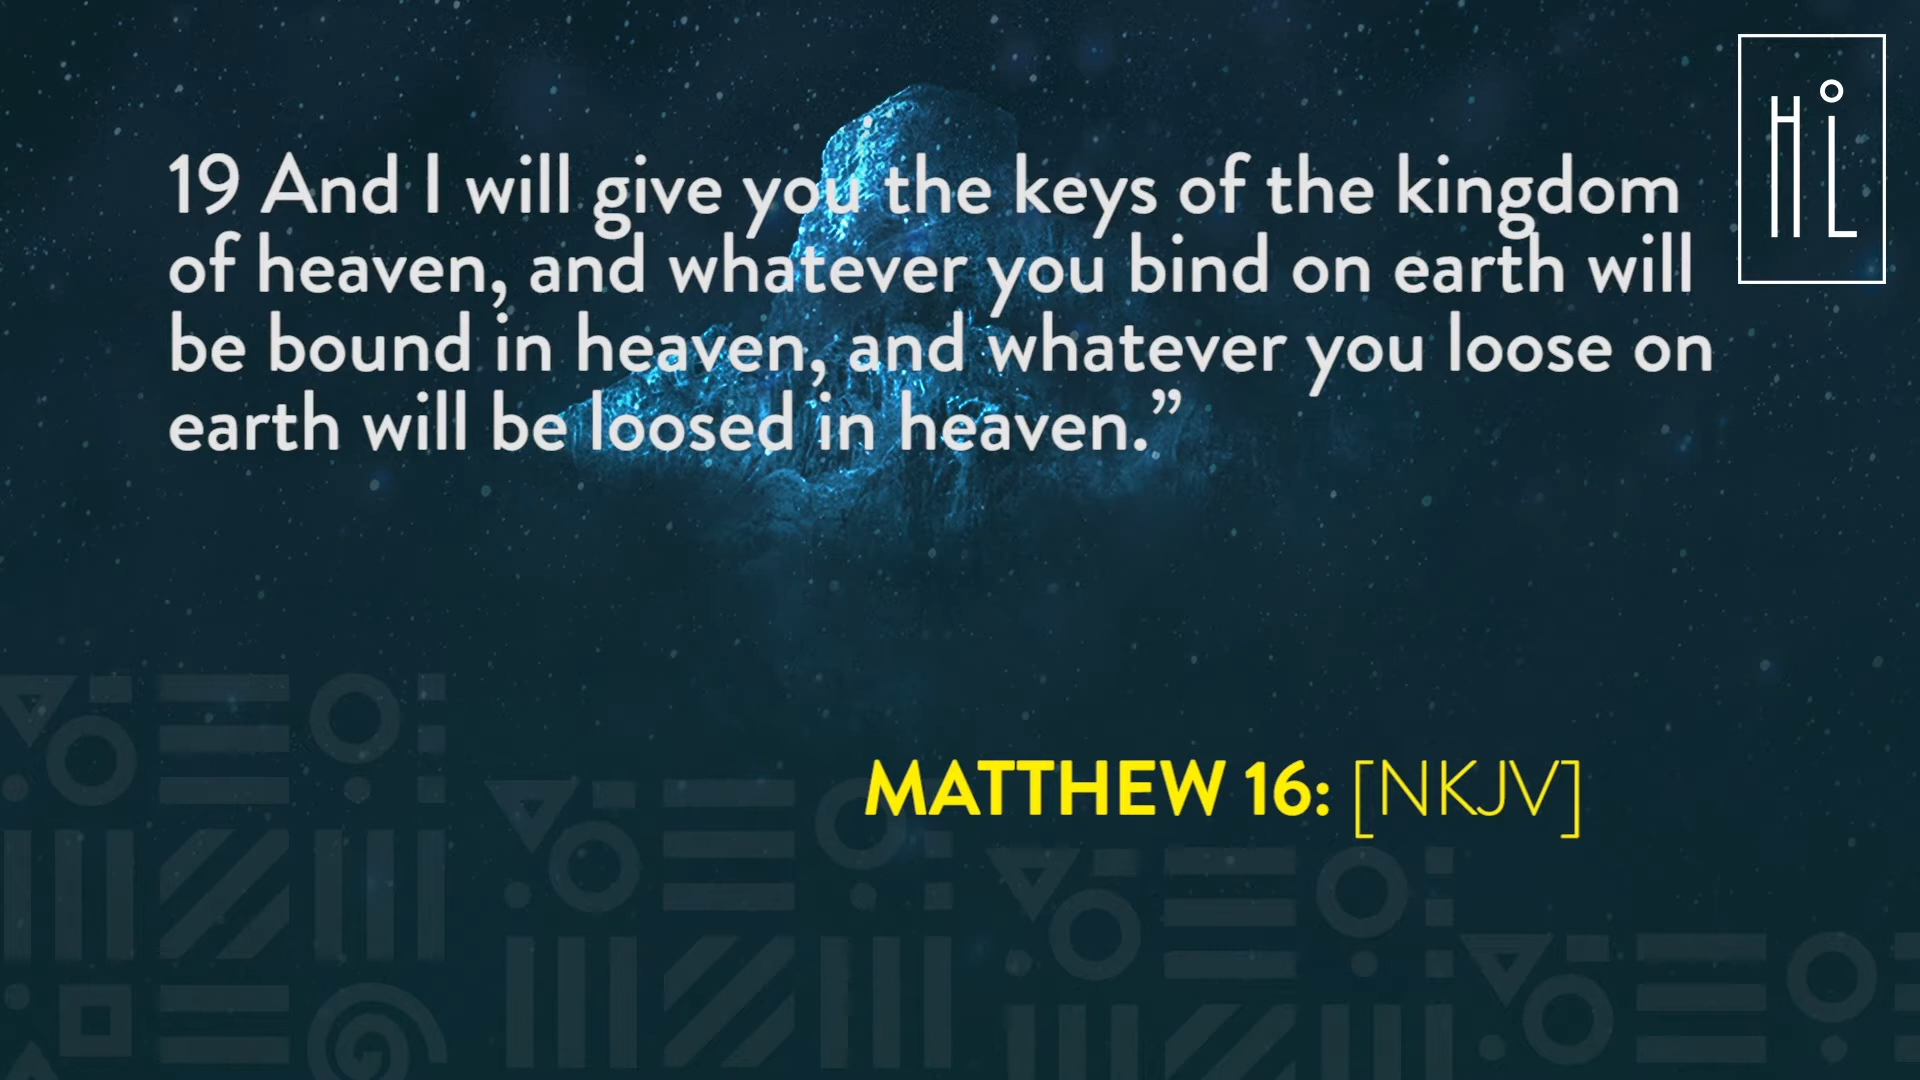 19 And I will give you the keys of the kingdom
of heaven, and whatever you bind on earth will
be bound in heaven, and whatever you loose on
earth will be loosed in heaven.”
MATTHEW 16: [NKJV]
HiL